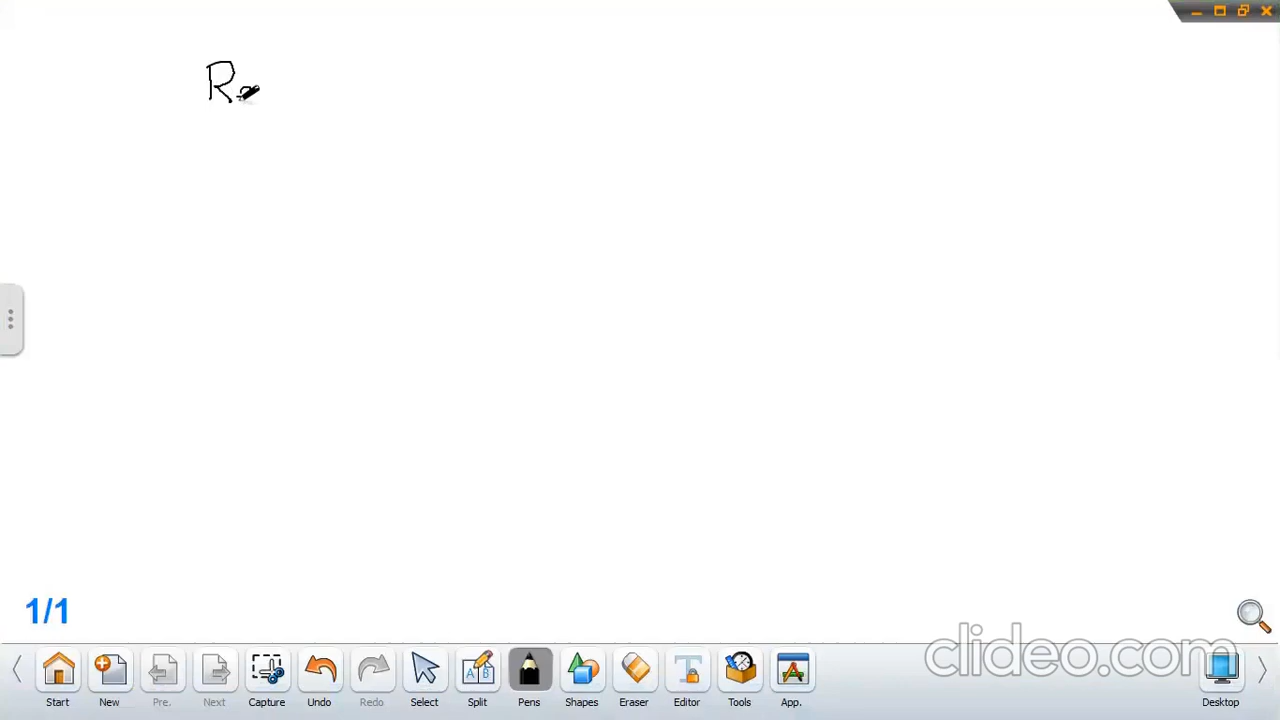 R
1/1
Start New Pre. Next Capture Undo Redo Select Split Pens Shapes Eraser Editor Tools App. Desktop
clideo.com